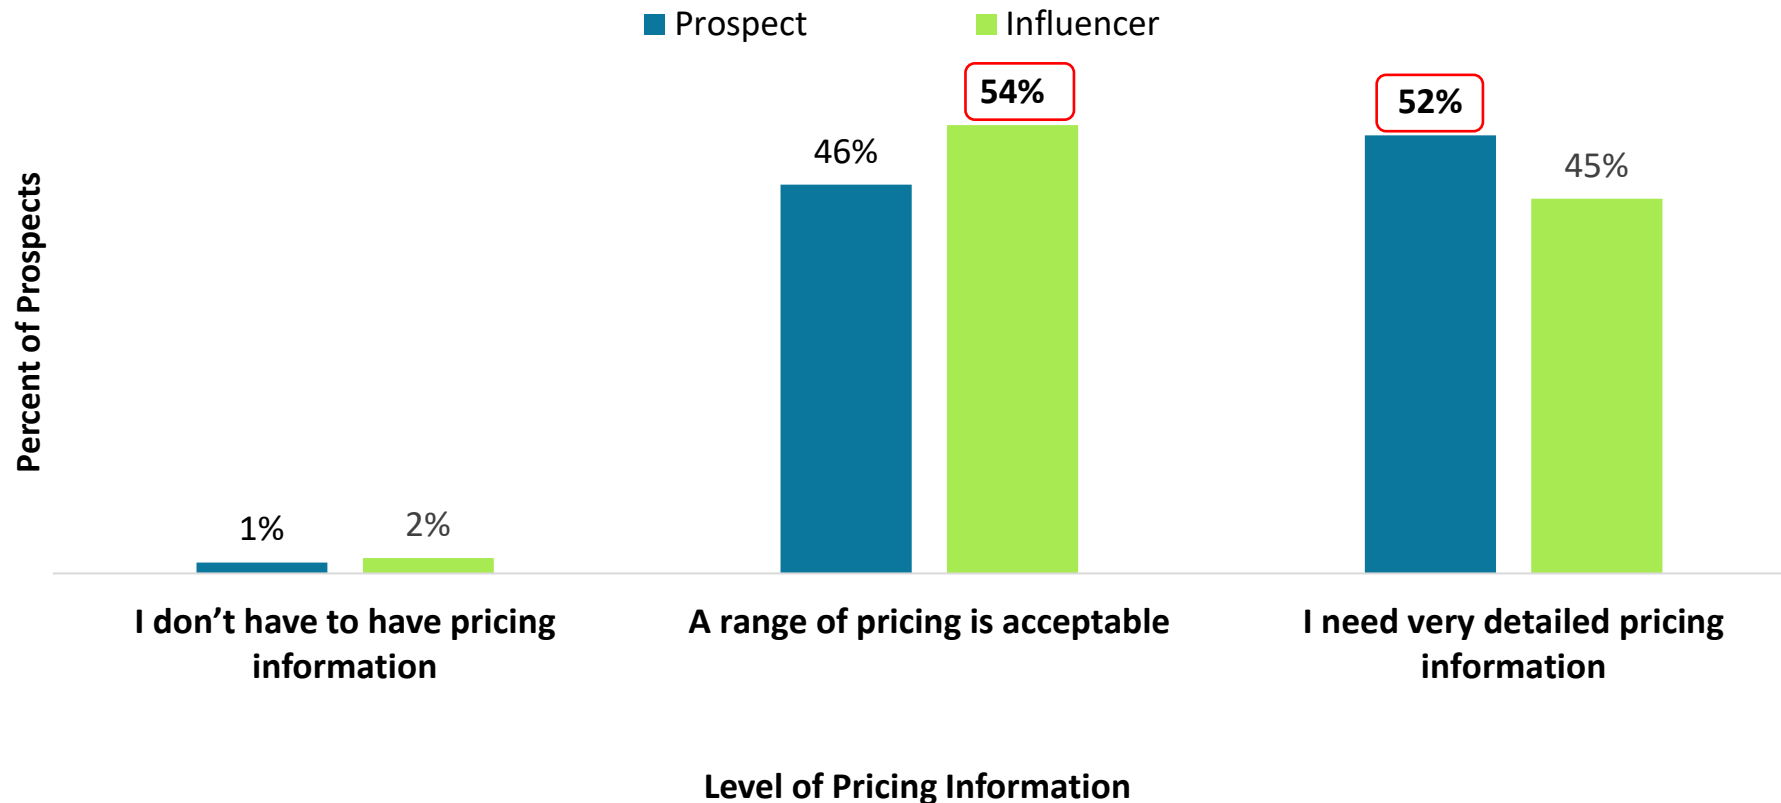 Prospect Influencer
54%
52%
46%
45%
1%
2%
Percent of Prospects
I don’t have to have pricing
information
A range of pricing is acceptable
I need very detailed pricing
information
Level of Pricing Information